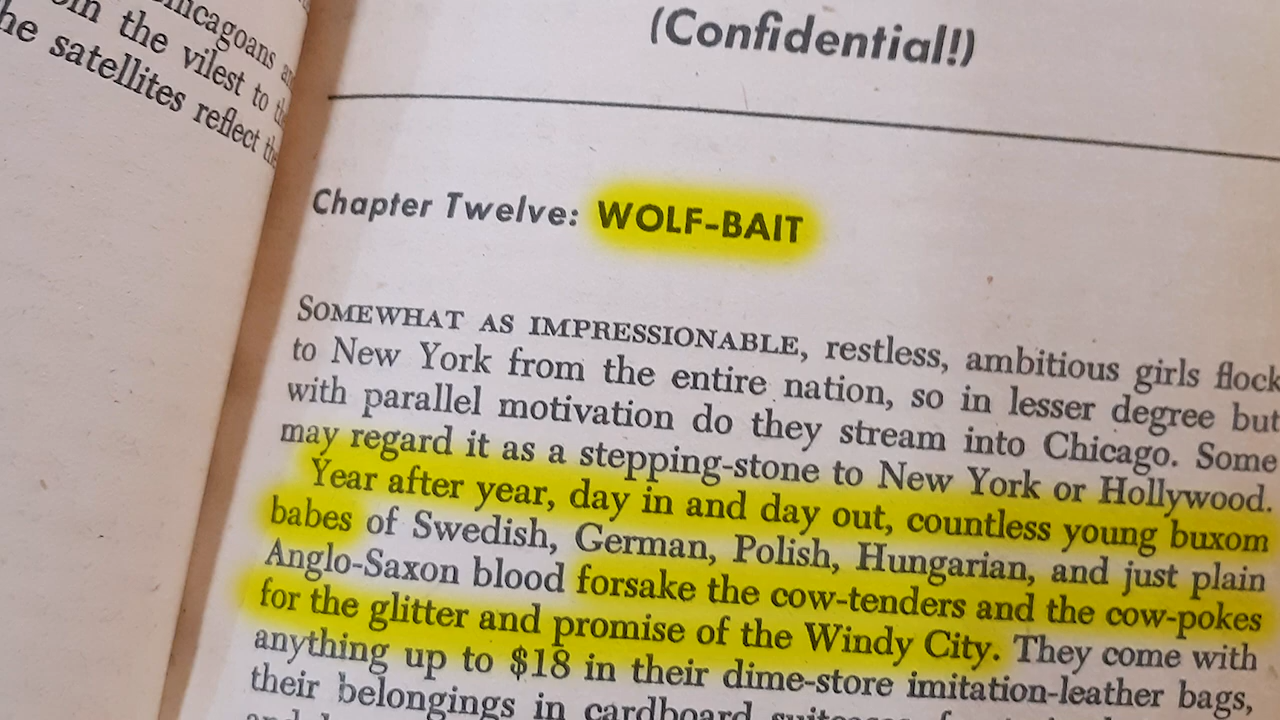 Chicagoans
the vilest to
satellites reflect
(Confidential!)
Chapter Twelve: WOLF-BAIT
SOMEWHAT AS IMPRESSIONABLE, restless, ambitious girls flock
to New York from the entire nation, so in lesser degree but
with parallel motivation do they stream into Chicago. Some
may regard it as a stepping-stone to New York or Hollywood.
Year after year, day in and day out, countless young buxom
babes of Swedish, German, Polish, Hungarian, and just plain
Anglo-Saxon blood forsake the cow-tenders and the cow-pokes
for the glitter and promise of the Windy City. They come with
anything up to $18 in their dime-store imitation-leather bags,
their belongings in cardboard